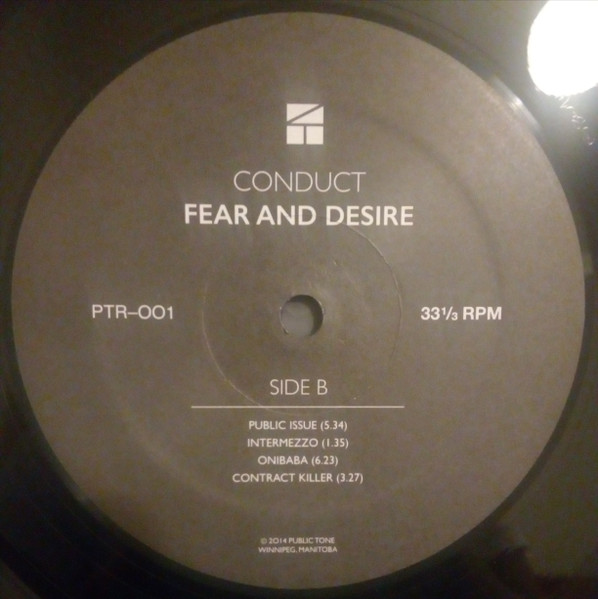 CONDUCT
FEAR AND DESIRE
PTR–001
33⅓ RPM
SIDE B
PUBLIC ISSUE (5.34)
INTERMEZZO (1.35)
ONIBABA (6.23)
CONTRACT KILLER (3.27)
© 2014 PUBLIC TONE
WINNIPEG, MANITOBA